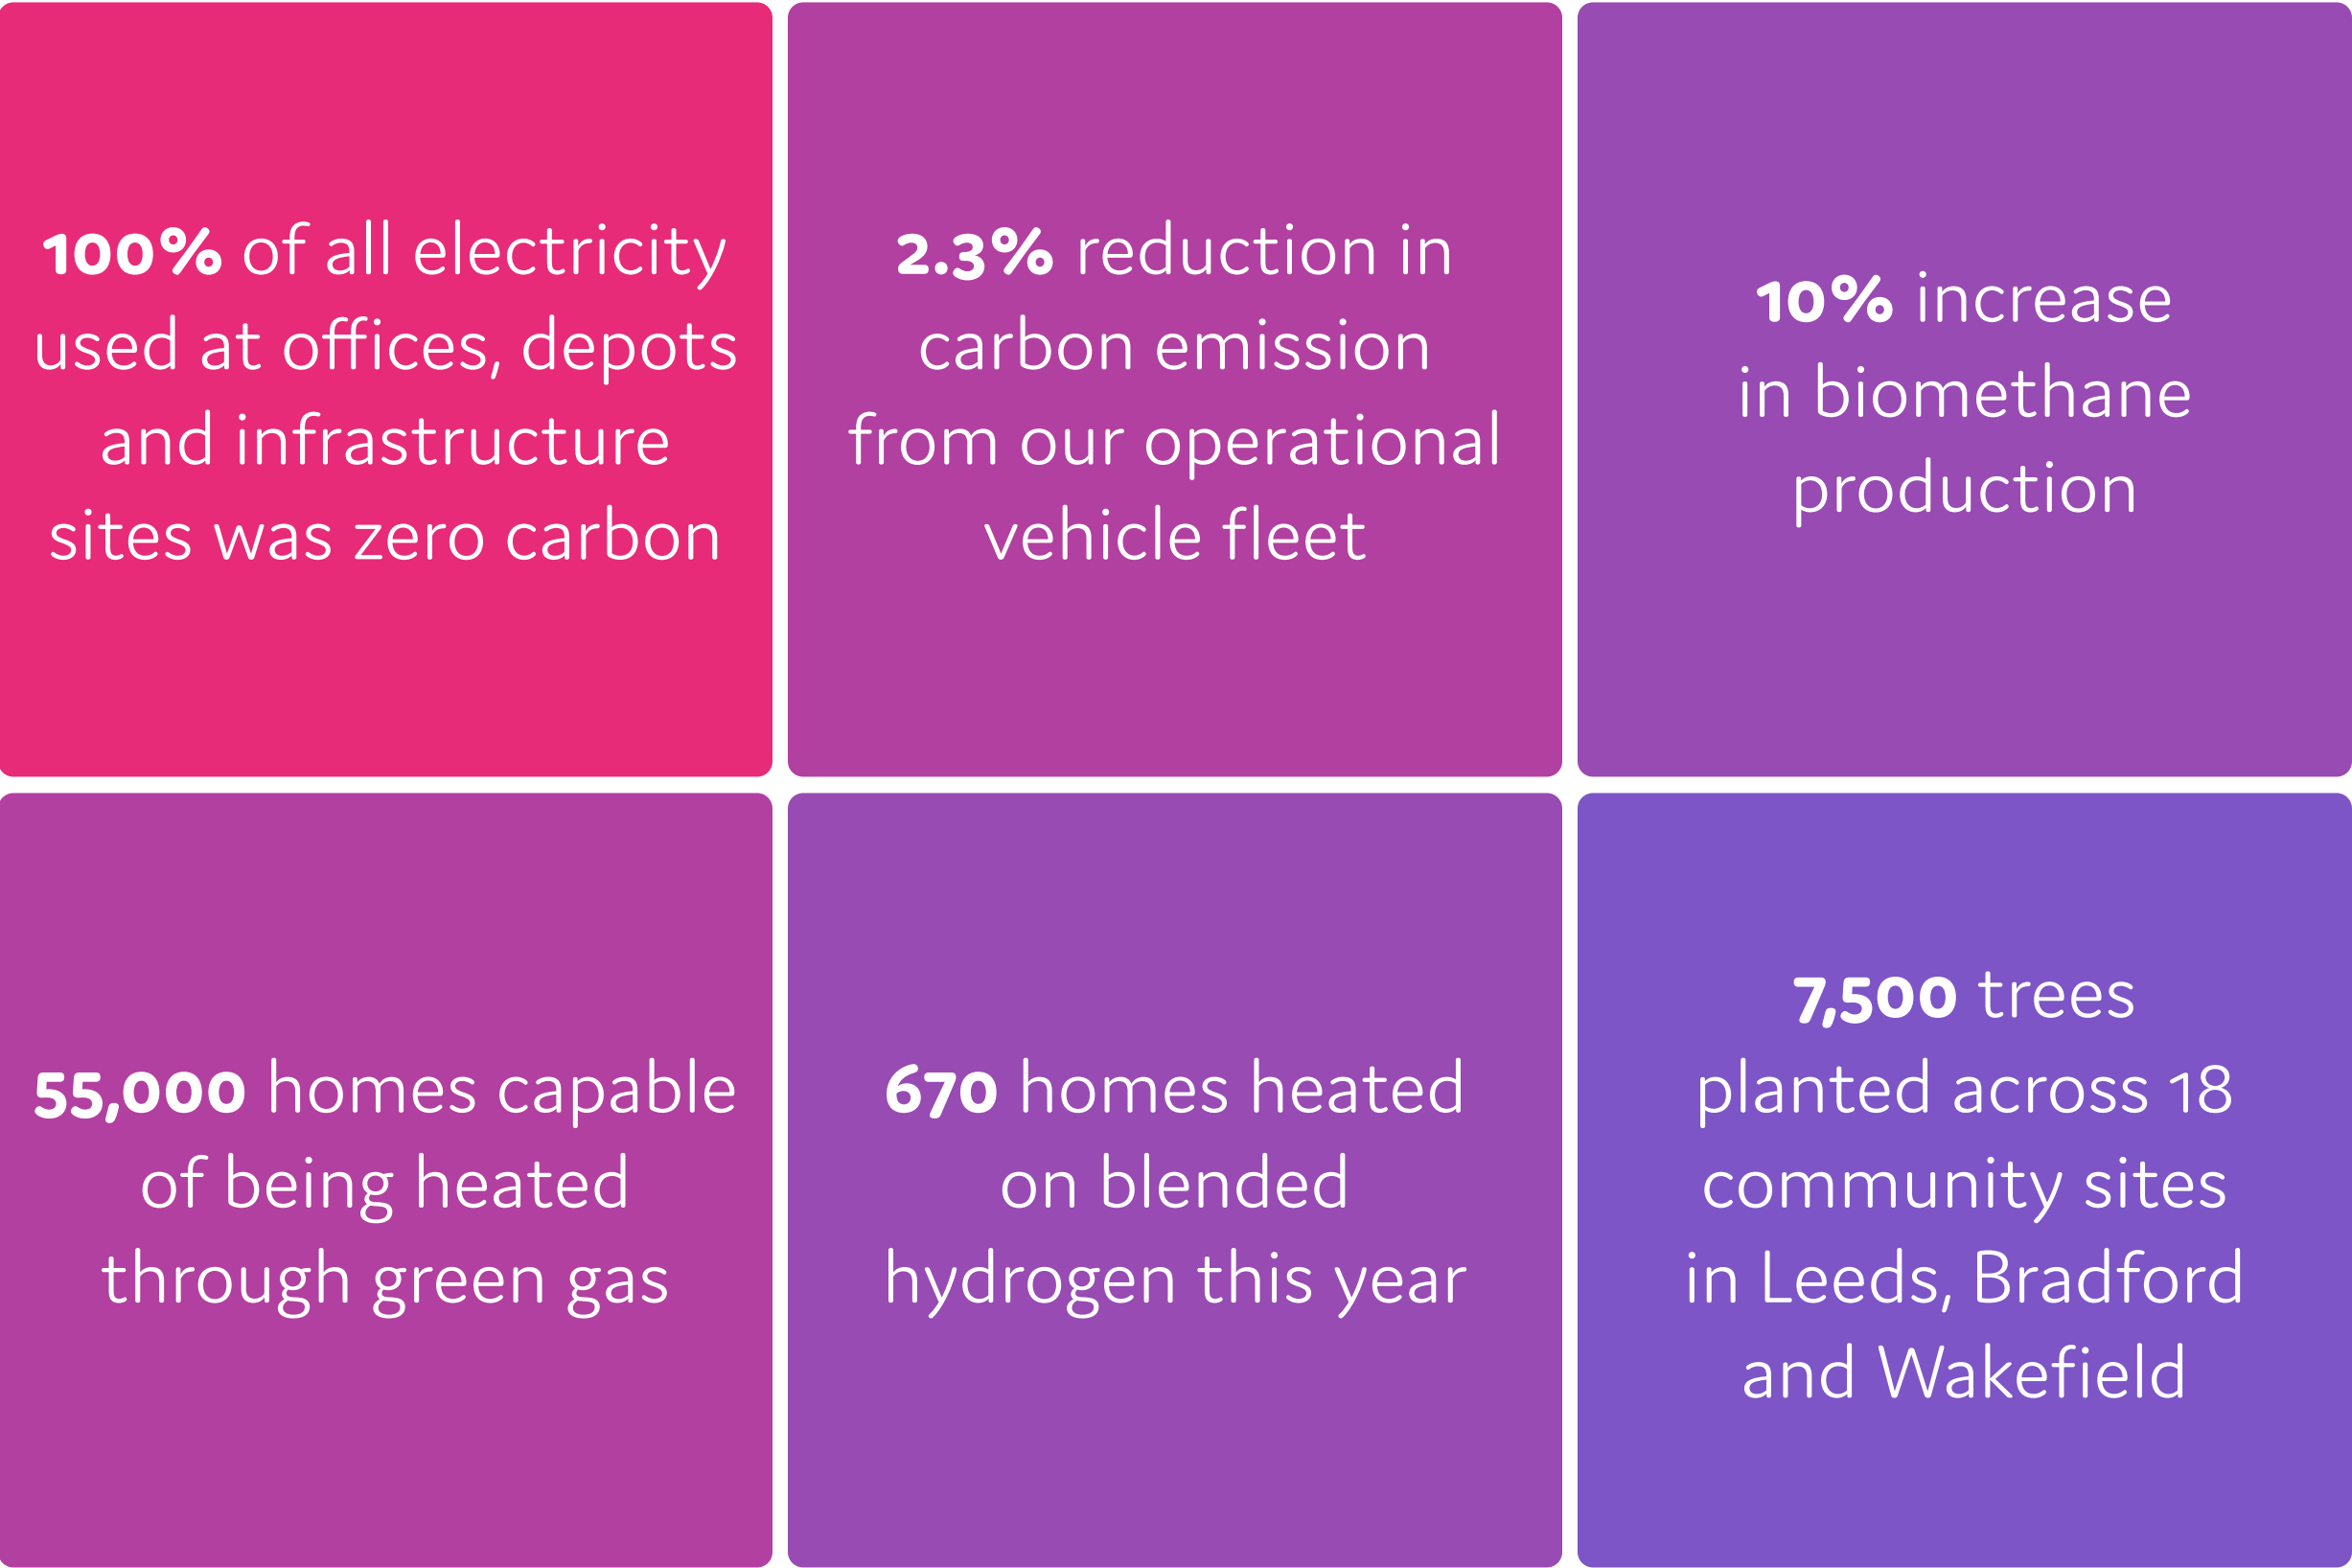 100% of all electricity
used at offices, depots
and infrastructure
sites was zero carbon
2.3% reduction in
carbon emission
from our operational
vehicle fleet
10% increase
in biomethane
production
55,000 homes capable
of being heated
through green gas
670 homes heated
on blended
hydrogen this year
7,500 trees
planted across 18
community sites
in Leeds, Bradford
and Wakefield